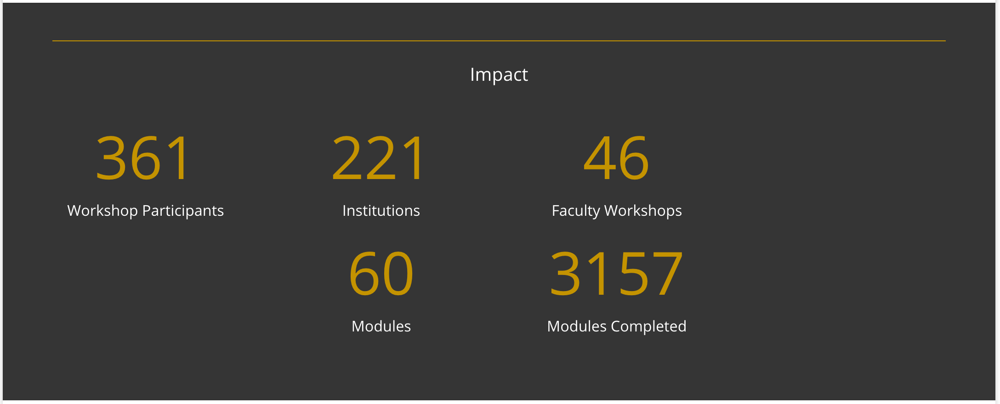 Impact
361 221 46
Workshop Participants Institutions Faculty Workshops
60 3157
Modules Modules Completed